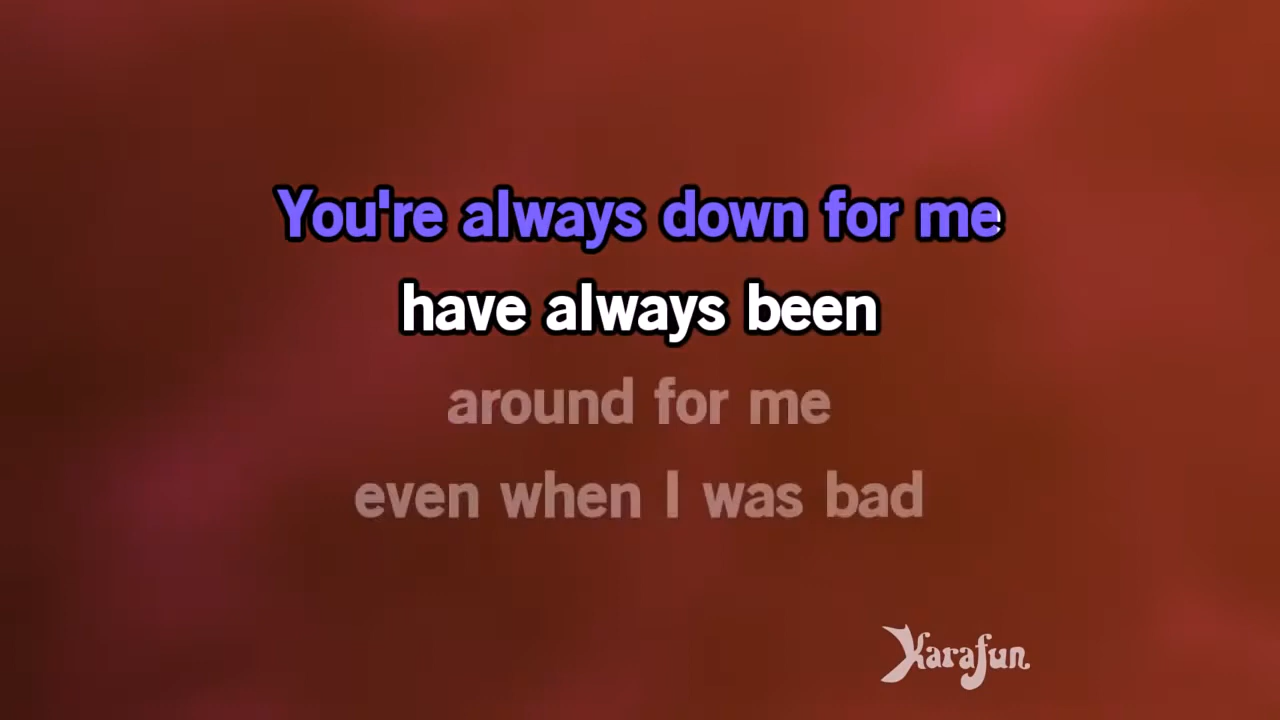 You're always down for me
have always been
around for me
even when I was bad
Karafun